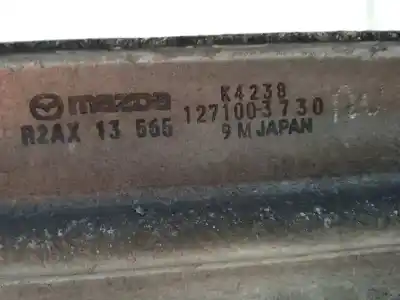 mazda K4238
R2AX 13 565 127100-3730
9 M JAPAN